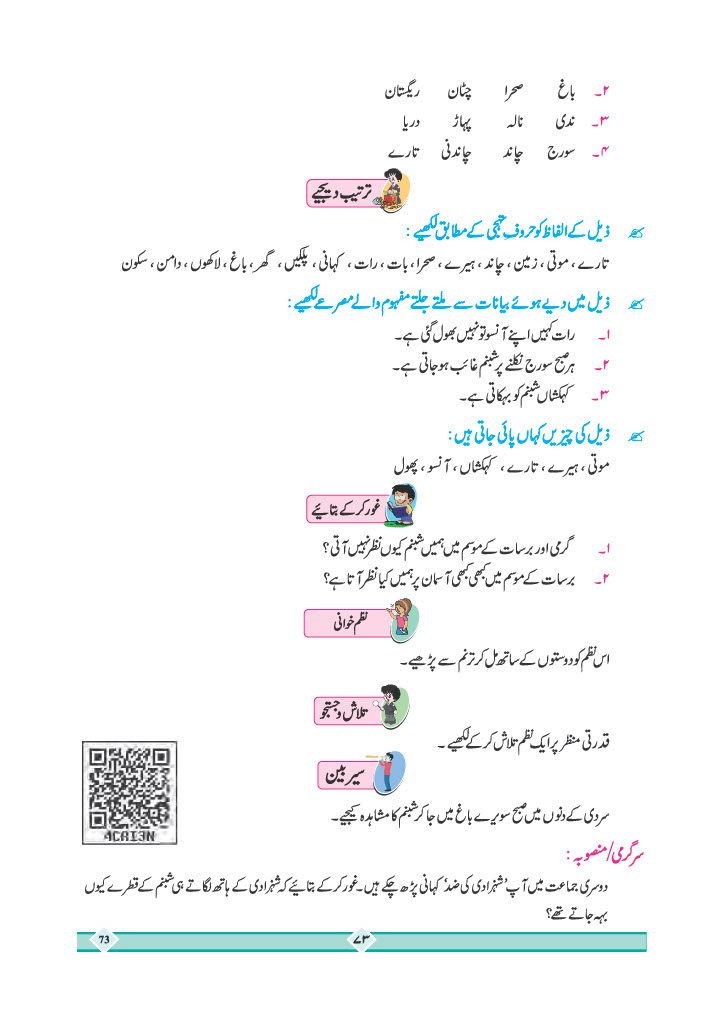 ۲۔ باغ صحرا چٹان ریگستان
۳۔ ندی نالہ پہاڑ دریا
۴۔ سورج چاند چاندنی تارے
ترتیب دیجیے
ذیل کے الفاظ کو حروفِ تہجی کے مطابق لکھیے :
تارے ، موتی ، زمین ، چاند ، ہیرے ، صحرا ، بات ، رات ، کہانی ، پلکیں ، گھر ، باغ ، لاکھوں ، دامن ، سکون
ذیل میں دیے ہوئے بیانات سے ملتے جلتے مفہوم والے مصرعے لکھیے :
۱۔ رات کہیں اپنے آنسو تو نہیں بھول گئی ہے۔
۲۔ ہر صبح سورج نکلنے پر شبنم غائب ہو جاتی ہے۔
۳۔ کہکشاں شبنم کو بہکاتی ہے۔
ذیل کی چیزیں کہاں پائی جاتی ہیں :
موتی ، ہیرے ، تارے ، کہکشاں ، آنسو ، پھول
غور کر کے بتائیے
۱۔ گرمی اور برسات کے موسم میں ہمیں شبنم کیوں نظر نہیں آتی؟
۲۔ برسات کے موسم میں کبھی کبھی آسمان پر ہمیں کیا نظر آتا ہے؟
نظم خوانی
اس نظم کو دوستوں کے ساتھ مل کر ترنم سے پڑھیے۔
تلاش و جستجو
قدرتی منظر پر ایک نظم تلاش کر کے لکھیے۔
سیر بین
سردی کے دنوں میں صبح سویرے باغ میں جا کر شبنم کا مشاہدہ کیجیے۔
4CRI3N
سرگرمی/منصوبہ :
دوسری جماعت میں آپ 'شہزادی کی ضد' کہانی پڑھ چکے ہیں۔ غور کر کے بتائیے کہ شہزادی کے ہاتھ لگاتے ہی شبنم کے قطرے کیوں
بہہ جاتے تھے؟
73 ۷۳